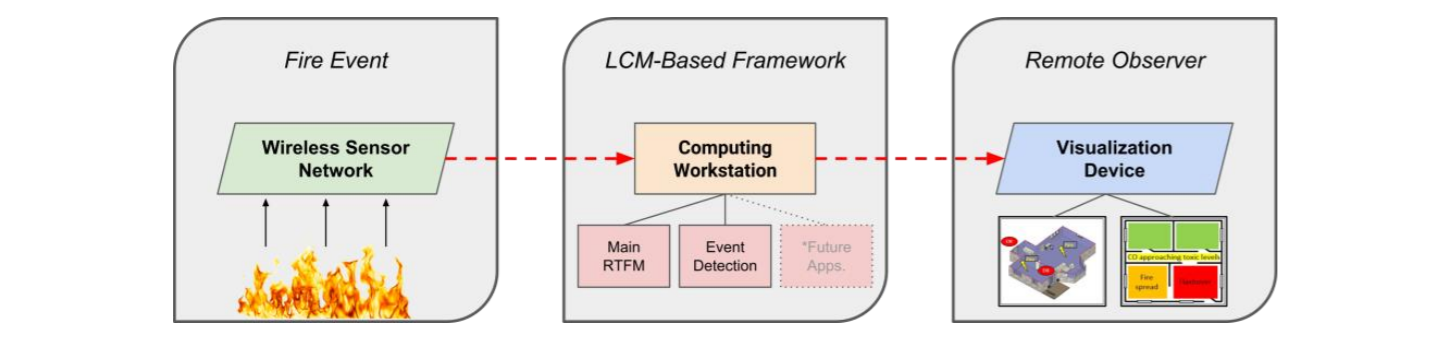 Fire Event
Wireless Sensor
Network
LCM-Based Framework
Computing
Workstation
Main
RTFM
Event
Detection
*Future
Apps.
Remote Observer
Visualization
Device
CO approaching toxic levels
Fire
spread